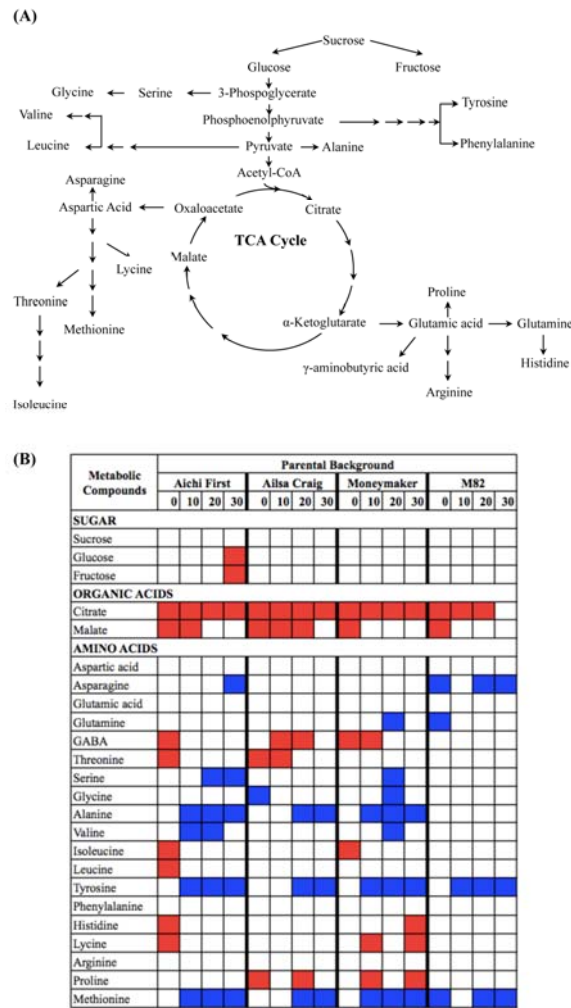 (A)
Sucrose
Glucose Fructose
Glycine Serine 3-Phospoglycerate
Valine Phosphoenolphyruvate Tyrosine
Leucine Pyruvate Alanine Phenylalanine
Asparagine Acetyl-CoA
Aspartic Acid Oxaloacetate Citrate
TCA Cycle
Lycine Malate
Threonine Proline
Methionine α-Ketoglutarate Glutamic acid Glutamine
γ-aminobutyric acid Histidine
Isoleucine Arginine
(B)
Metabolic Compounds Parental Background
Aichi First Ailsa Craig Moneymaker M82
0 10 20 30 0 10 20 30 0 10 20 30 0 10 20 30
SUGAR
Sucrose
Glucose
Fructose
ORGANIC ACIDS
Citrate
Malate
AMINO ACIDS
Aspartic acid
Asparagine
Glutamic acid
Glutamine
GABA
Threonine
Serine
Glycine
Alanine
Valine
Isoleucine
Leucine
Tyrosine
Phenylalanine
Histidine
Lycine
Arginine
Proline
Methionine